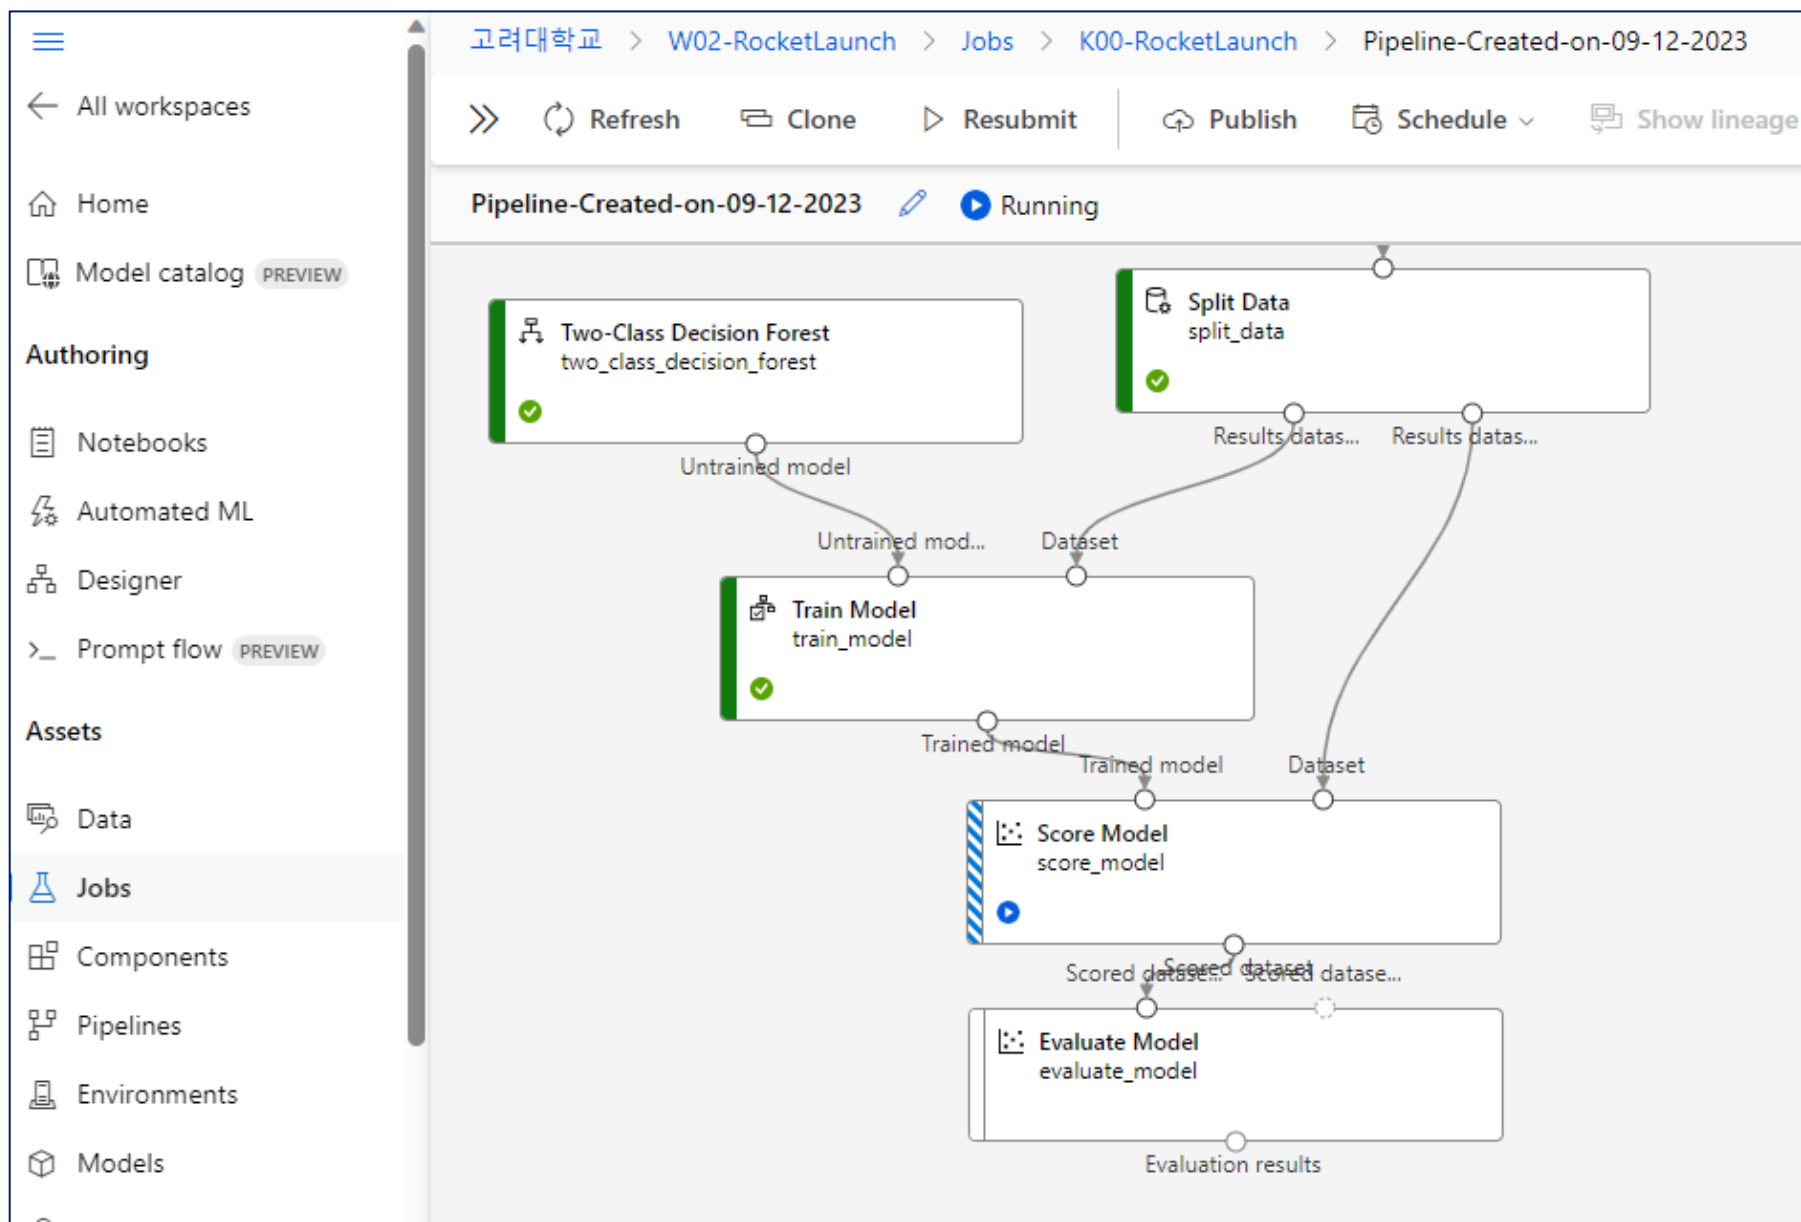 All workspaces
Home
Model catalog PREVIEW
Authoring
Notebooks
Automated ML
Designer
Prompt flow PREVIEW
Assets
Data
Jobs
Components
Pipelines
Environments
Models
고려대학교 > W02-RocketLaunch > Jobs > K00-RocketLaunch > Pipeline-Created-on-09-12-2023
Refresh Clone Resubmit Publish Schedule Show lineage
Pipeline-Created-on-09-12-2023 Running
Two-Class Decision Forest
two_class_decision_forest
Untrained model
Split Data
split_data
Results datas... Results datas...
Untrained mod... Dataset
Train Model
train_model
Trained model
Trained model Dataset
Score Model
score_model
Scored dataset
Scored datase... Scored datase...
Evaluate Model
evaluate_model
Evaluation results